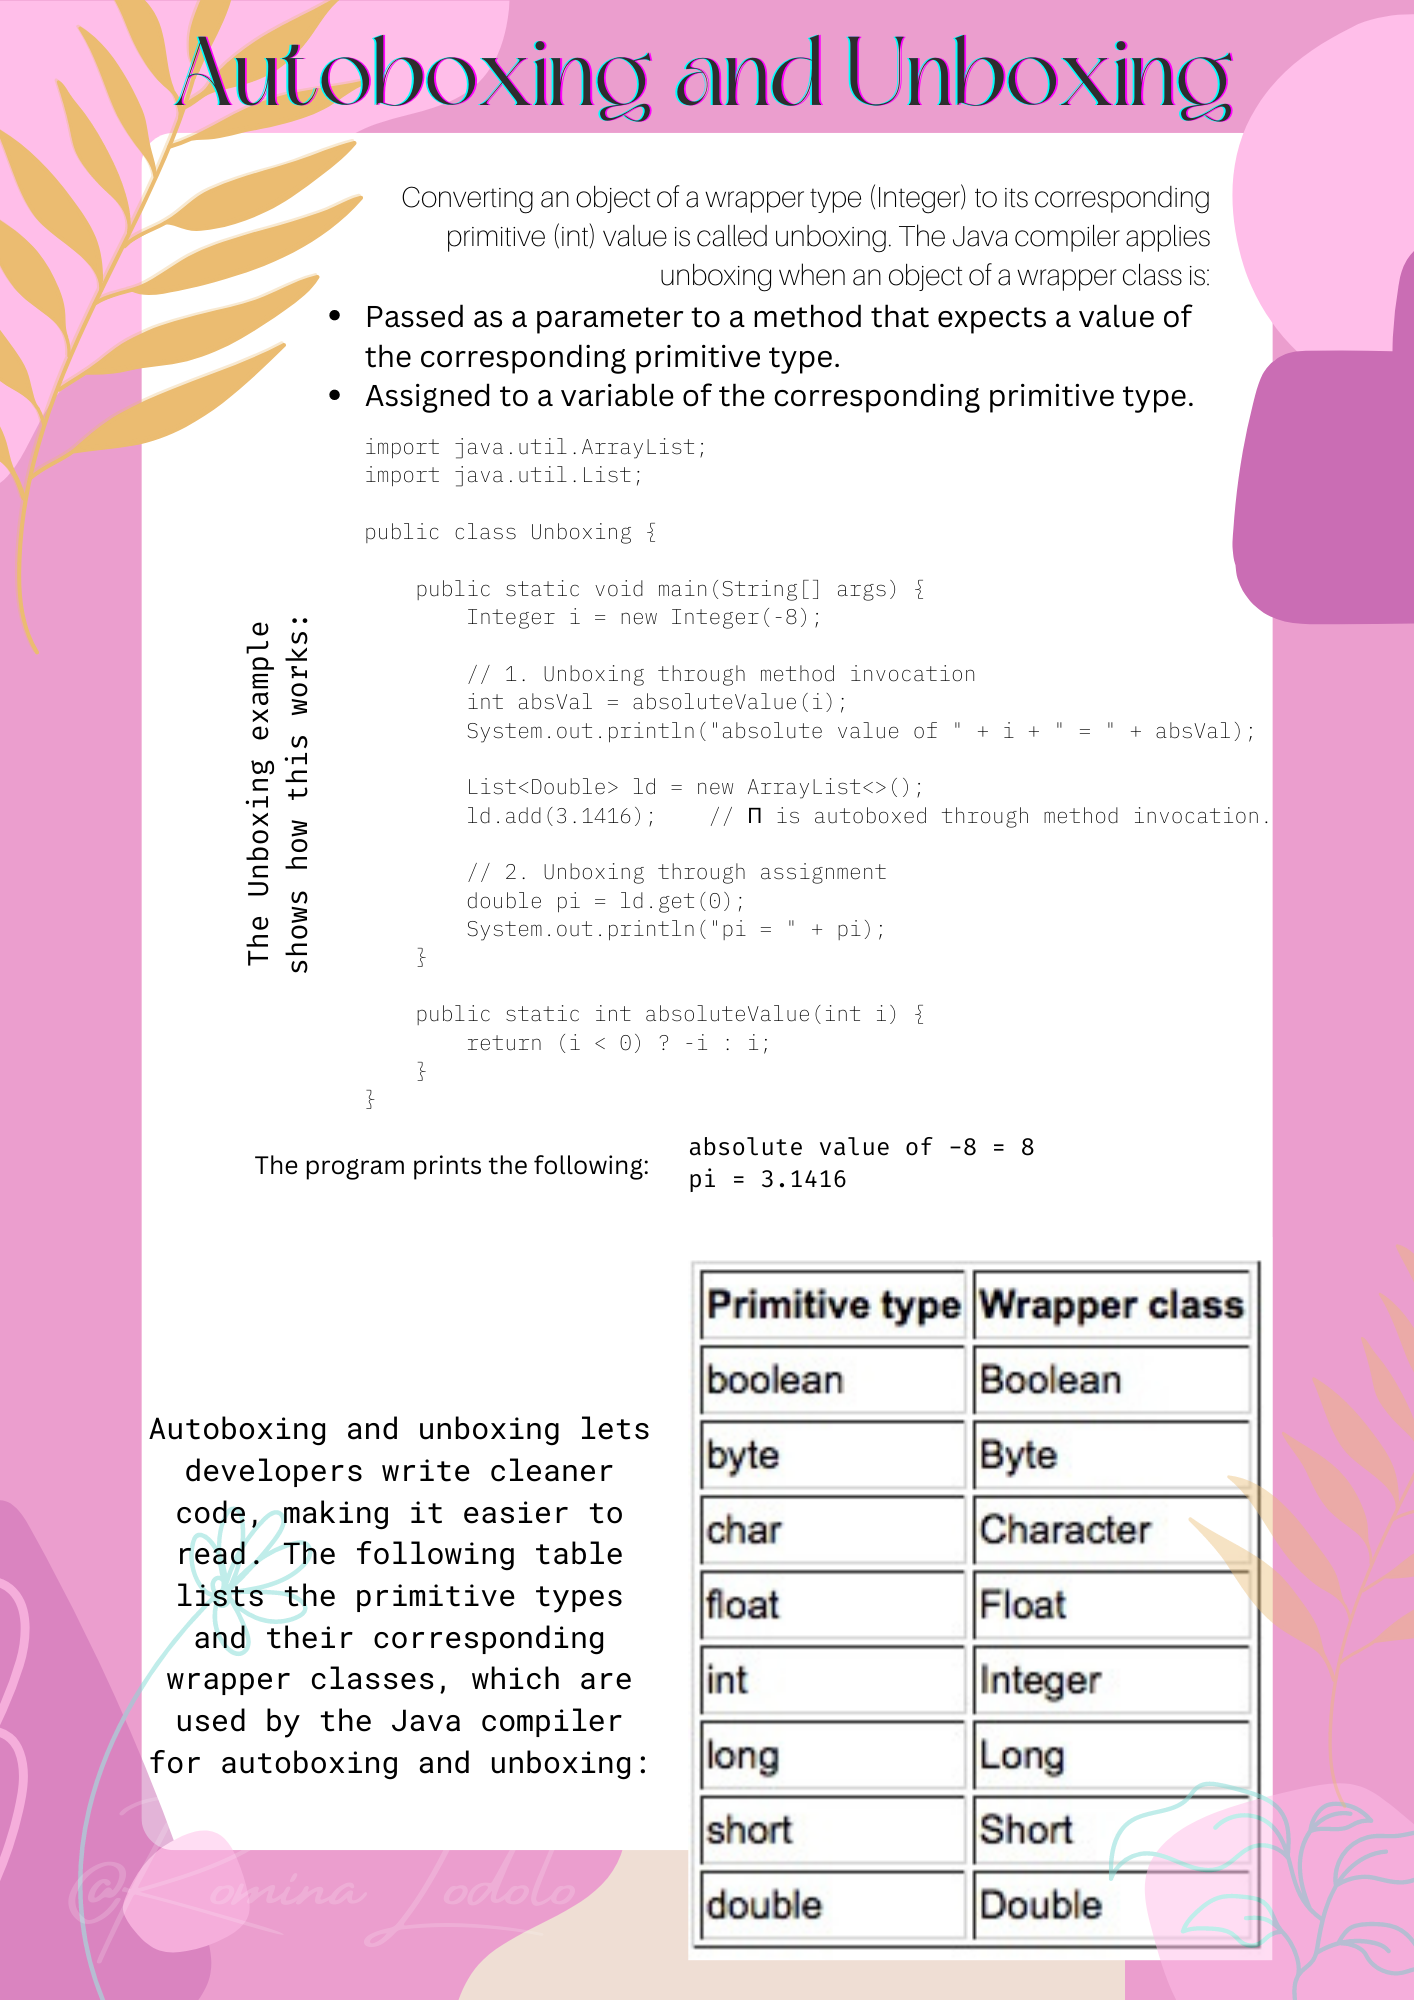 Autoboxing and Unboxing
Converting an object of a wrapper type (Integer) to its corresponding
primitive (int) value is called unboxing. The Java compiler applies
unboxing when an object of a wrapper class is:
• Passed as a parameter to a method that expects a value of
the corresponding primitive type.
• Assigned to a variable of the corresponding primitive type.
The Unboxing example
shows how this works:
import java.util.ArrayList;
import java.util.List;
public class Unboxing {
    public static void main(String[] args) {
        Integer i = new Integer(-8);
        // 1. Unboxing through method invocation
        int absVal = absoluteValue(i);
        System.out.println("absolute value of " + i + " = " + absVal);
        List<Double> ld = new ArrayList<>();
        ld.add(3.1416);    // Π is autoboxed through method invocation.
        // 2. Unboxing through assignment
        double pi = ld.get(0);
        System.out.println("pi = " + pi);
    }
    public static int absoluteValue(int i) {
        return (i < 0) ? -i : i;
    }
}
The program prints the following:
absolute value of -8 = 8
pi = 3.1416
Autoboxing and unboxing lets
developers write cleaner
code, making it easier to
read. The following table
lists the primitive types
and their corresponding
wrapper classes, which are
used by the Java compiler
for autoboxing and unboxing:
Primitive type Wrapper class
boolean Boolean
byte Byte
char Character
float Float
int Integer
long Long
short Short
double Double
@Romina Lodolo